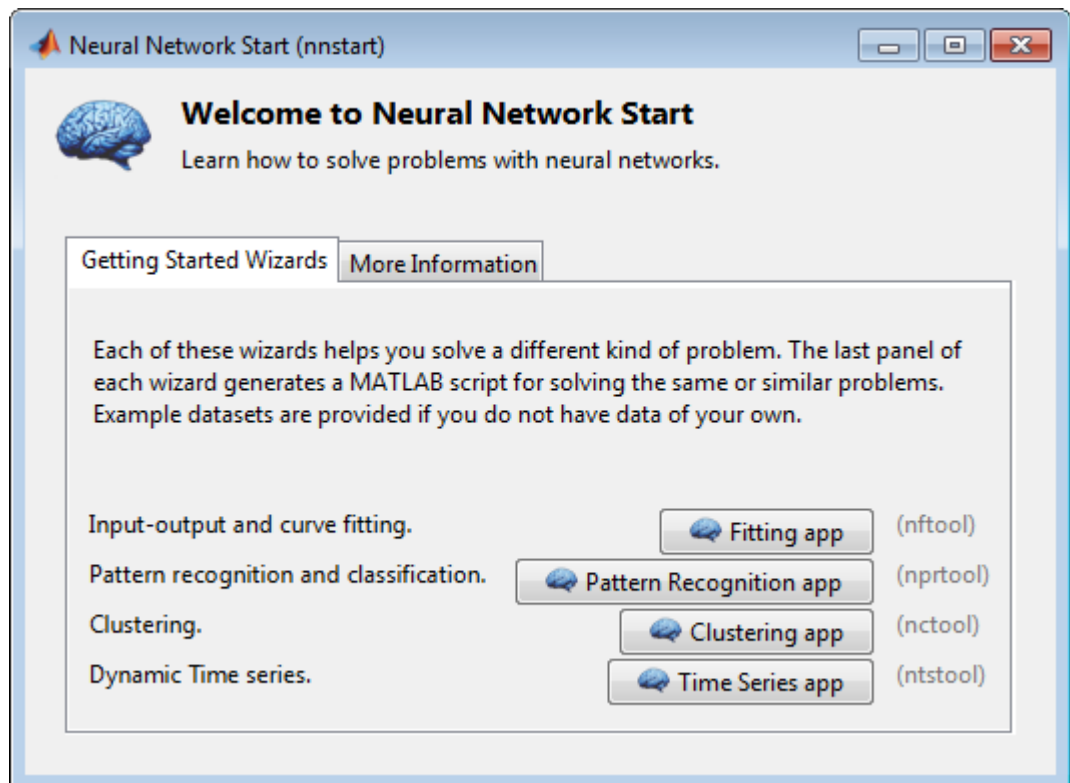 Neural Network Start (nnstart)
Welcome to Neural Network Start
Learn how to solve problems with neural networks.
Getting Started Wizards
More Information
Each of these wizards helps you solve a different kind of problem. The last panel of
each wizard generates a MATLAB script for solving the same or similar problems.
Example datasets are provided if you do not have data of your own.
Input-output and curve fitting. Fitting app (nftool)
Pattern recognition and classification. Pattern Recognition app (nprtool)
Clustering. Clustering app (nctool)
Dynamic Time series. Time Series app (ntstool)